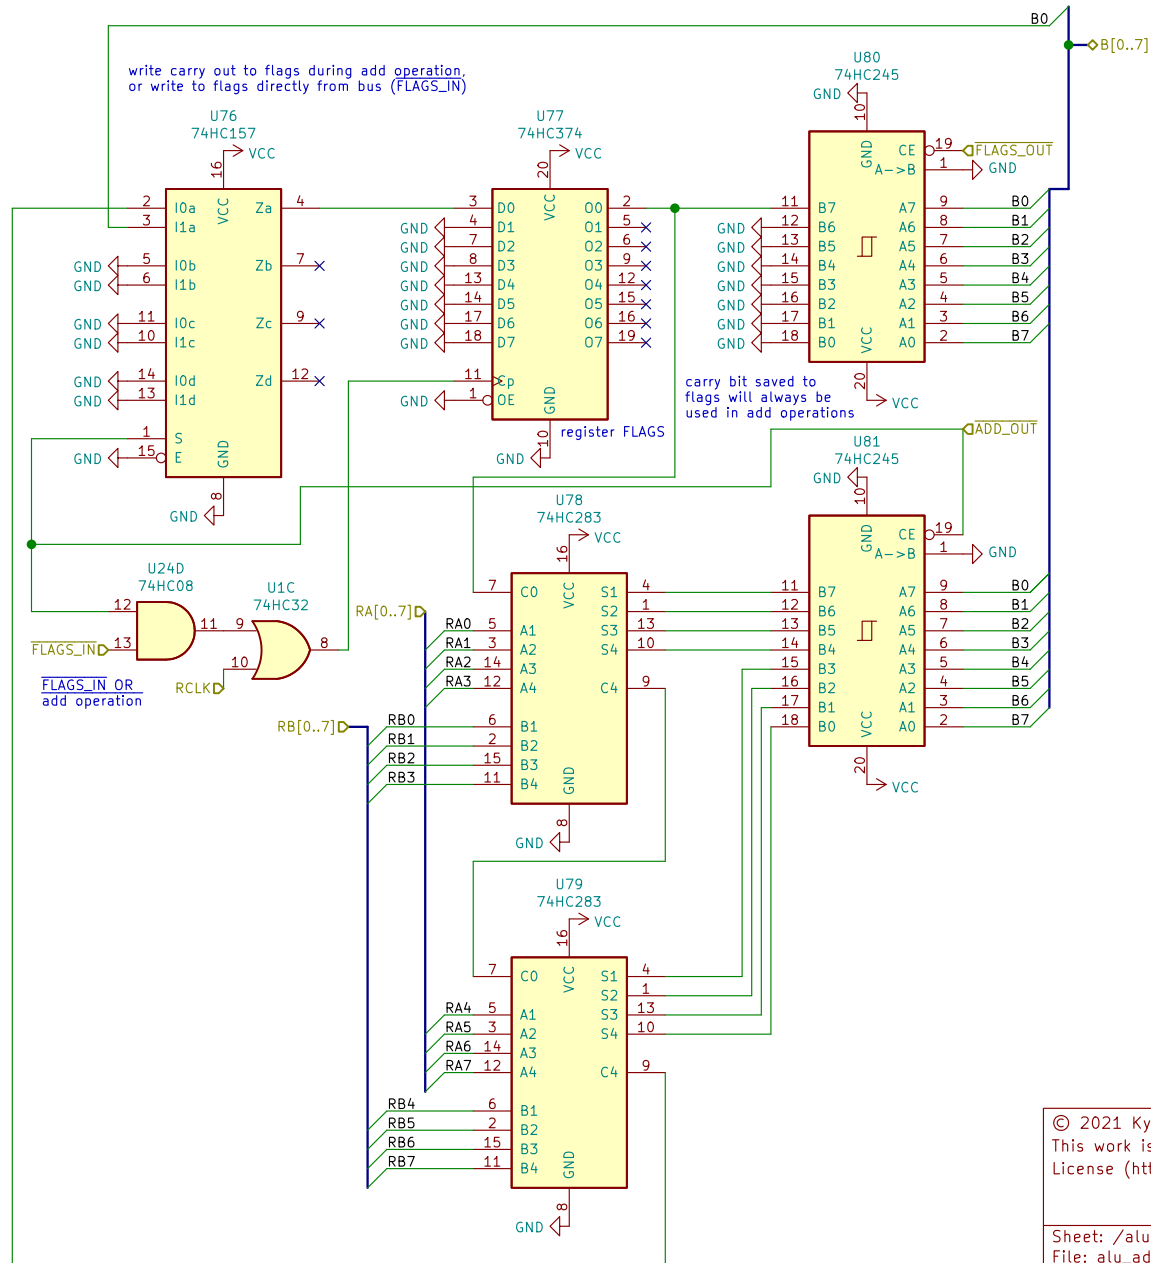 B0
B[0..7]
write carry out to flags during add operation,
or write to flags directly from bus (FLAGS_IN)
U76
74HC157
VCC
16
VCC
2 I0a
3 I1a
GND 5 I0b
GND 6 I1b
GND 11 I0c
GND 10 I1c
GND 14 I0d
GND 13 I1d
1 S
GND 15 E
Za 4
Zb 7
Zc 9
Zd 12
GND
8
GND
U77
74HC374
VCC
20
VCC
3 D0
GND 4 D1
GND 7 D2
GND 8 D3
GND 13 D4
GND 14 D5
GND 17 D6
GND 18 D7
11 Cp
GND 1 OE
O0 2
O1 5
O2 6
O3 9
O4 12
O5 15
O6 16
O7 19
GND
10
GND
register FLAGS
U80
74HC245
GND
10
GND
CE 19 FLAGS_OUT
A->B 1 GND
11 B7 A7 9 B0
GND 12 B6 A6 8 B1
GND 13 B5 A5 7 B2
GND 14 B4 A4 6 B3
GND 15 B3 A3 5 B4
GND 16 B2 A2 4 B5
GND 17 B1 A1 3 B6
GND 18 B0 A0 2 B7
VCC
20
VCC
carry bit saved to
flags will always be
used in add operations
ADD_OUT
U81
74HC245
GND
10
GND
CE 19
A->B 1 GND
11 B7 A7 9 B0
12 B6 A6 8 B1
13 B5 A5 7 B2
14 B4 A4 6 B3
15 B3 A3 5 B4
16 B2 A2 4 B5
17 B1 A1 3 B6
18 B0 A0 2 B7
VCC
20
VCC
U24D
74HC08
12
FLAGS_IN 13
11
U1C
74HC32
9
10
8
RCLK
FLAGS_IN OR
add operation
U78
74HC283
VCC
16
VCC
7 C0
RA[0..7]
RA0 5 A1
RA1 3 A2
RA2 14 A3
RA3 12 A4
RB[0..7]
RB0 6 B1
RB1 2 B2
RB2 15 B3
RB3 11 B4
S1 4
S2 1
S3 13
S4 10
C4 9
GND
8
GND
U79
74HC283
VCC
16
VCC
7 C0
RA4 5 A1
RA5 3 A2
RA6 14 A3
RA7 12 A4
RB4 6 B1
RB5 2 B2
RB6 15 B3
RB7 11 B4
S1 4
S2 1
S3 13
S4 10
C4 9
GND
8
GND
© 2021 Ky
This work is
License (htt
Sheet: /alu
File: alu_ad